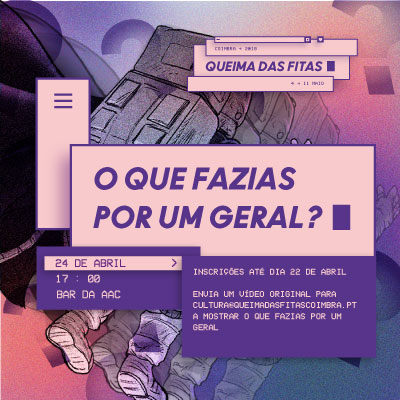 COIMBRA • 2019
QUEIMA DAS FITAS
4 → 11 MAIO
O QUE FAZIAS
POR UM GERAL?
24 DE ABRIL
17 : 00
BAR DA AAC
INSCRIÇÕES ATÉ DIA 22 DE ABRIL
ENVIA UM VÍDEO ORIGINAL PARA
CULTURA@QUEIMADASFITASCOIMBRA.PT
A MOSTRAR O QUE FAZIAS POR UM
GERAL